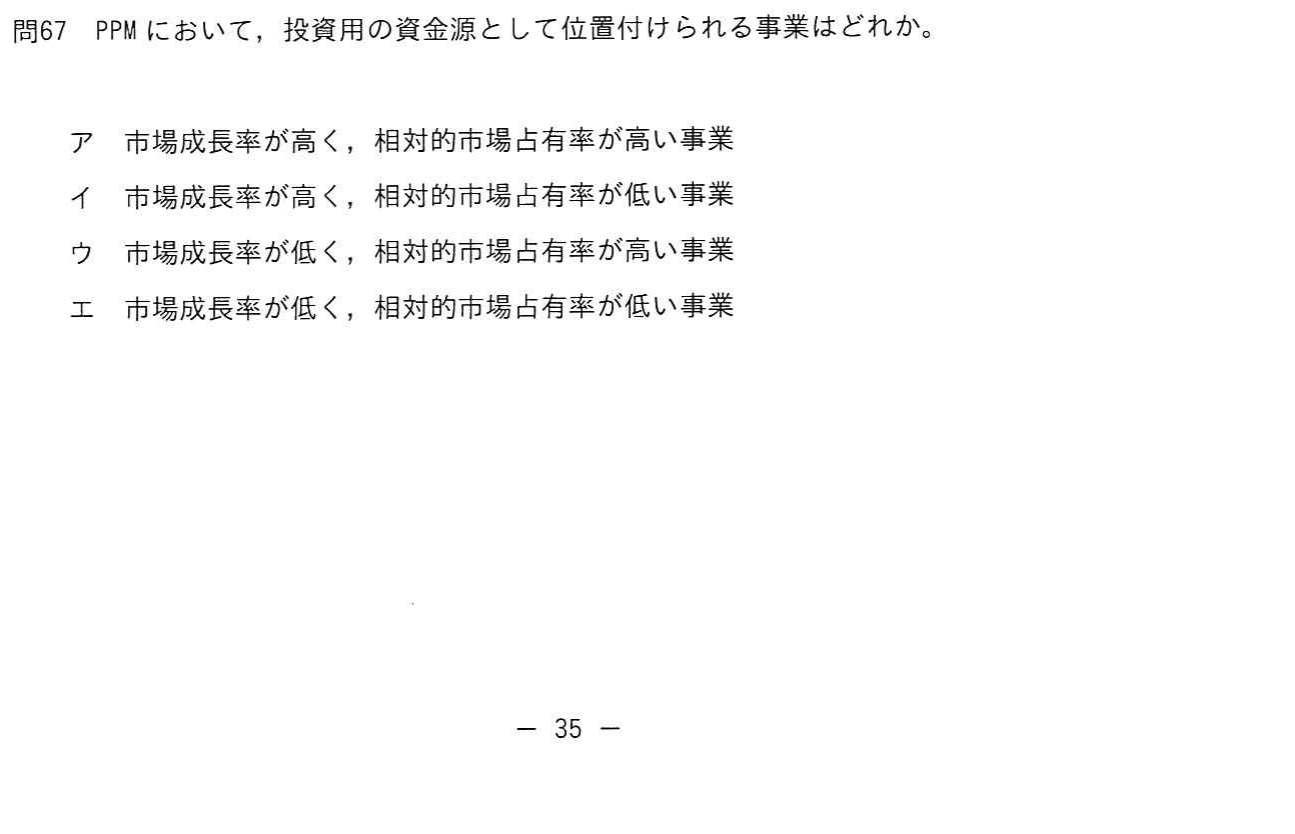 問67　PPM において，投資用の資金源として位置付けられる事業はどれか。
ア　市場成長率が高く，相対的市場占有率が高い事業
イ　市場成長率が高く，相対的市場占有率が低い事業
ウ　市場成長率が低く，相対的市場占有率が高い事業
エ　市場成長率が低く，相対的市場占有率が低い事業
－ 35 －